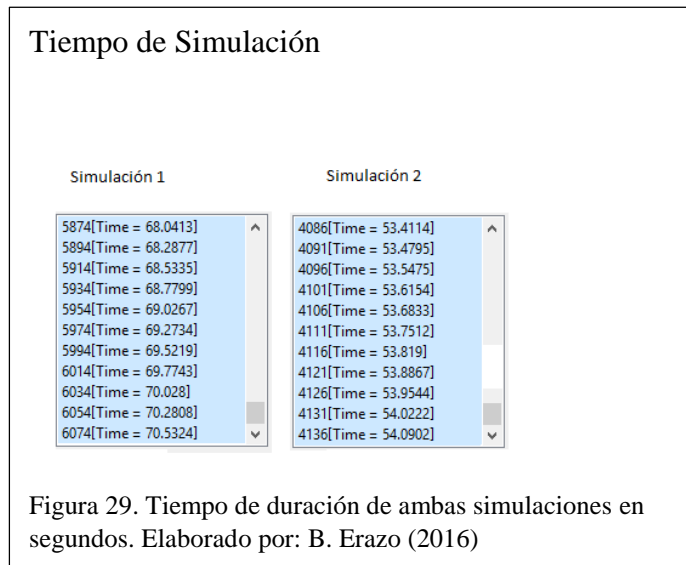 Tiempo de Simulación
Simulación 1
Simulación 2
5874[Time = 68.0413]
5894[Time = 68.2877]
5914[Time = 68.5335]
5934[Time = 68.7799]
5954[Time = 69.0267]
5974[Time = 69.2734]
5994[Time = 69.5219]
6014[Time = 69.7743]
6034[Time = 70.028]
6054[Time = 70.2808]
6074[Time = 70.5324]
4086[Time = 53.4114]
4091[Time = 53.4795]
4096[Time = 53.5475]
4101[Time = 53.6154]
4106[Time = 53.6833]
4111[Time = 53.7512]
4116[Time = 53.819]
4121[Time = 53.8867]
4126[Time = 53.9544]
4131[Time = 54.0222]
4136[Time = 54.0902]
Figura 29. Tiempo de duración de ambas simulaciones en
segundos. Elaborado por: B. Erazo (2016)